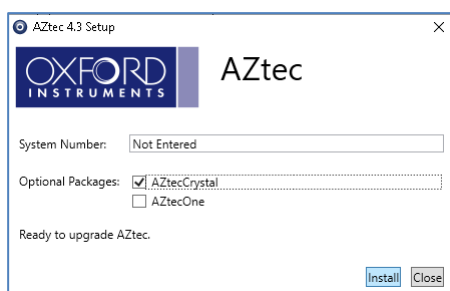 AZtec 4.3 Setup
OXFORD
INSTRUMENTS
AZtec
System Number: Not Entered
Optional Packages: AZtecCrystal
AZtecOne
Ready to upgrade AZtec.
Install Close